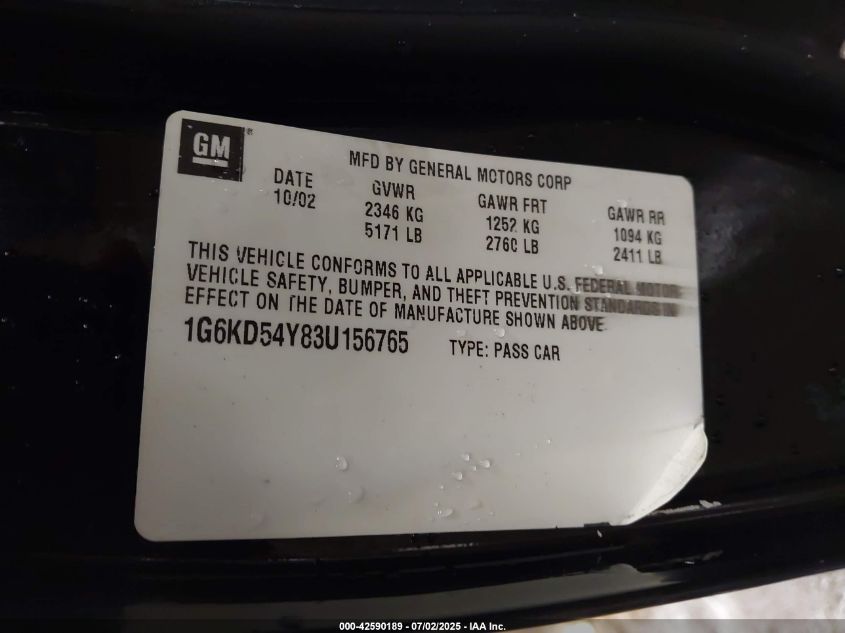 GM ®
MFD BY GENERAL MOTORS CORP
DATE GVWR GAWR FRT GAWR RR
10/02 2346 KG 1252 KG 1094 KG
5171 LB 2760 LB 2411 LB
THIS VEHICLE CONFORMS TO ALL APPLICABLE U.S. FEDERAL MOTOR
VEHICLE SAFETY, BUMPER, AND THEFT PREVENTION STANDARDS IN
EFFECT ON THE DATE OF MANUFACTURE SHOWN ABOVE
1G6KD54Y83U156765 TYPE: PASS CAR
000-42590189 - 07/02/2025 - IAA Inc.